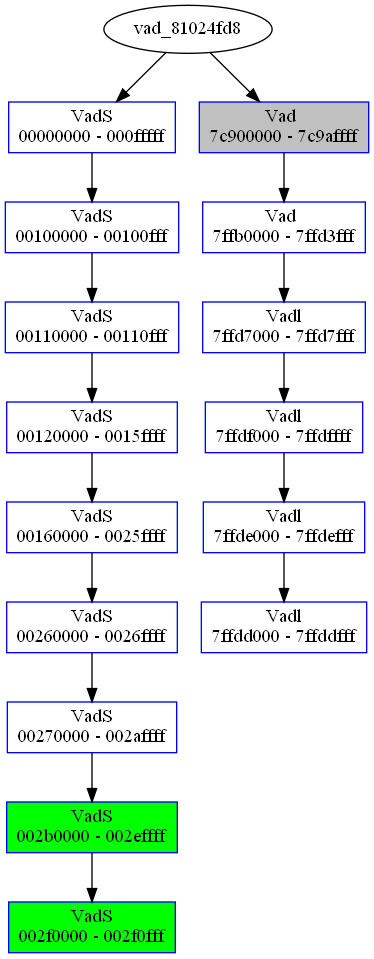 vad_81024fd8
VadS
00000000 - 000fffff
Vad
7c900000 - 7c9affff
VadS
00100000 - 00100fff
Vad
7ffb0000 - 7ffd3fff
VadS
00110000 - 00110fff
Vadl
7ffd7000 - 7ffd7fff
VadS
00120000 - 0015ffff
Vadl
7ffdf000 - 7ffdffff
VadS
00160000 - 0025ffff
Vadl
7ffde000 - 7ffdefff
VadS
00260000 - 0026ffff
Vadl
7ffdd000 - 7ffddfff
VadS
00270000 - 002affff
VadS
002b0000 - 002effff
VadS
002f0000 - 002f0fff